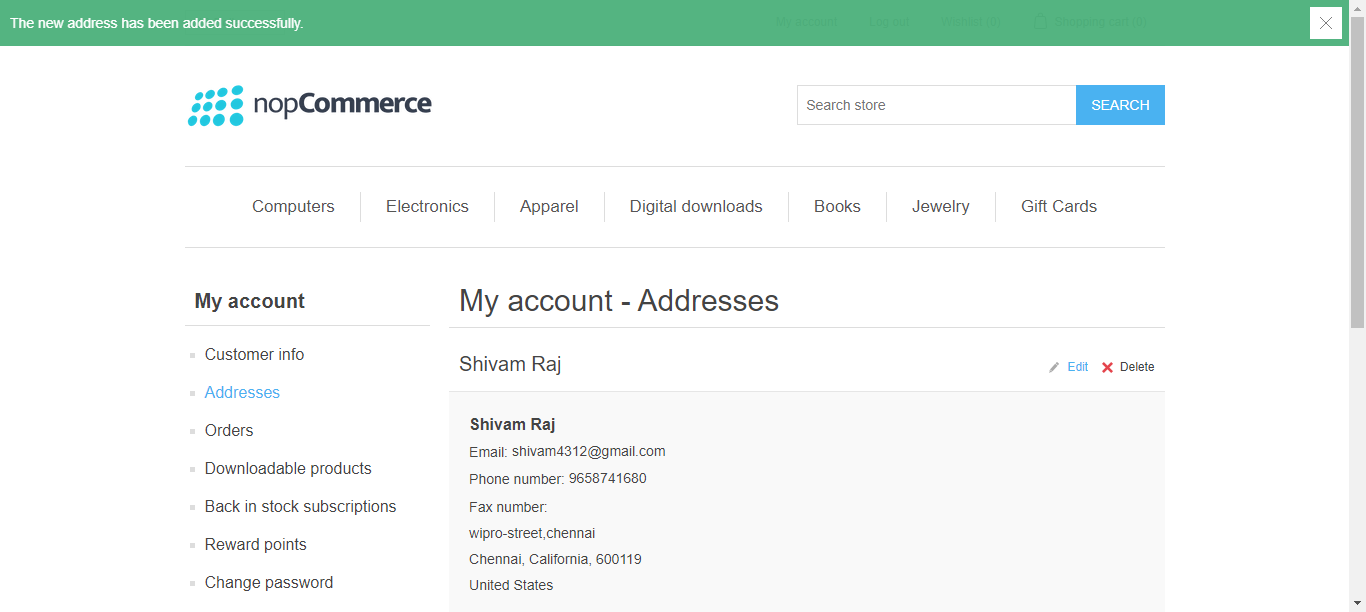 The new address has been added successfully.
My account Log out Wishlist (0) Shopping cart (0)
nopCommerce
Search store SEARCH
Computers Electronics Apparel Digital downloads Books Jewelry Gift Cards
My account
Customer info
Addresses
Orders
Downloadable products
Back in stock subscriptions
Reward points
Change password
My account - Addresses
Shivam Raj Edit Delete
Shivam Raj
Email: shivam4312@gmail.com
Phone number: 9658741680
Fax number:
wipro-street,chennai
Chennai, California, 600119
United States